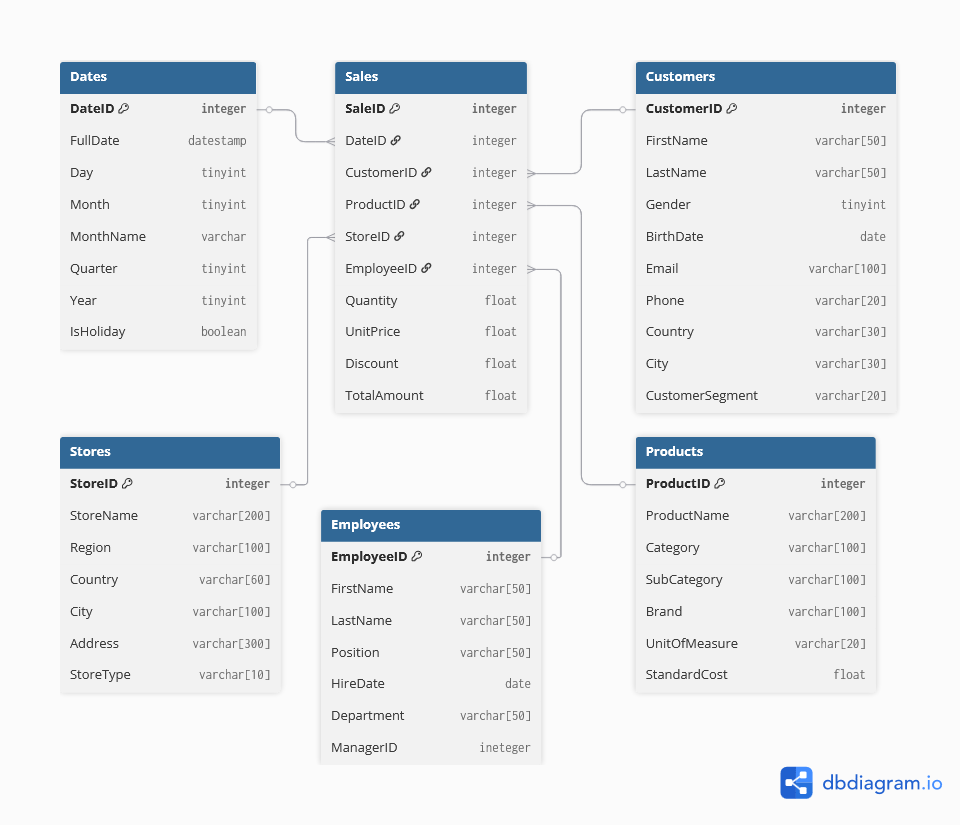 Dates
DateID integer
FullDate datestamp
Day tinyint
Month tinyint
MonthName varchar
Quarter tinyint
Year tinyint
IsHoliday boolean
Sales
SaleID integer
DateID integer
CustomerID integer
ProductID integer
StoreID integer
EmployeeID integer
Quantity float
UnitPrice float
Discount float
TotalAmount float
Customers
CustomerID integer
FirstName varchar[50]
LastName varchar[50]
Gender tinyint
BirthDate date
Email varchar[100]
Phone varchar[20]
Country varchar[30]
City varchar[30]
CustomerSegment varchar[20]
Stores
StoreID integer
StoreName varchar[200]
Region varchar[100]
Country varchar[60]
City varchar[100]
Address varchar[300]
StoreType varchar[10]
Employees
EmployeeID integer
FirstName varchar[50]
LastName varchar[50]
Position varchar[50]
HireDate date
Department varchar[50]
ManagerID ineteger
Products
ProductID integer
ProductName varchar[200]
Category varchar[100]
SubCategory varchar[100]
Brand varchar[100]
UnitOfMeasure varchar[20]
StandardCost float
dbdiagram.io